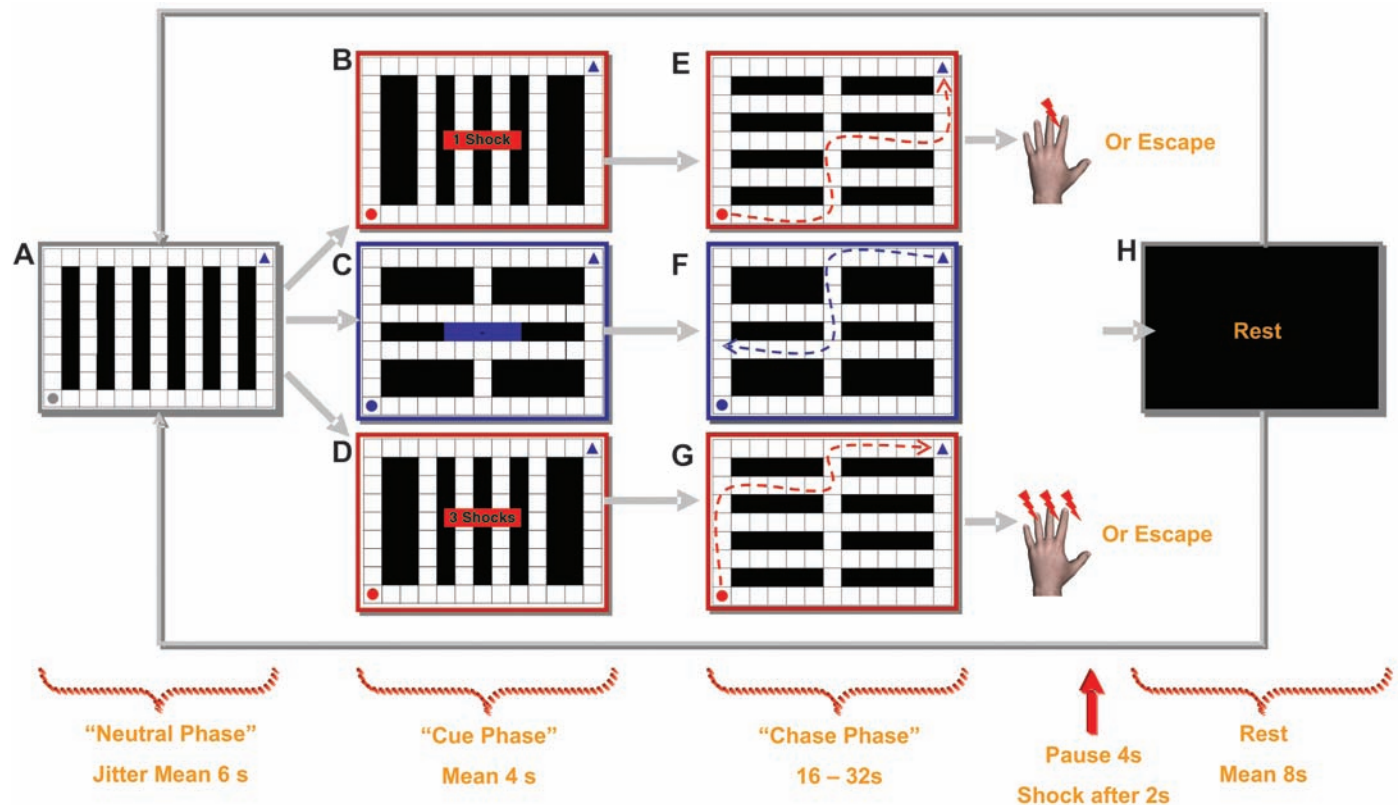 B
E
1 Shock
Or Escape
A
C
F
H
Rest
D
G
3 Shocks
Or Escape
“Neutral Phase”
Jitter Mean 6 s
“Cue Phase”
Mean 4 s
“Chase Phase”
16 – 32s
Pause 4s
Shock after 2s
Rest
Mean 8s